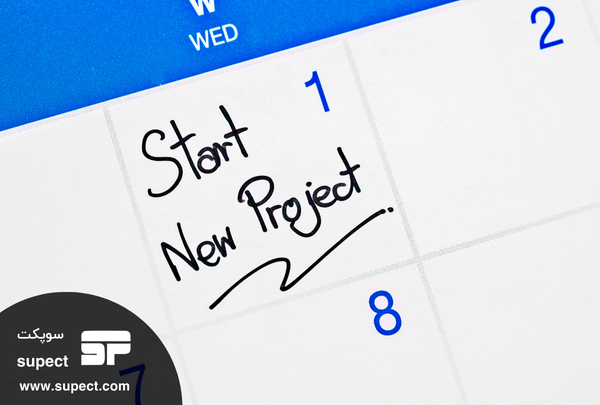 W
WED
1
2
Start
New Project
8
7
سوپکت
supect
SP
www.supect.com